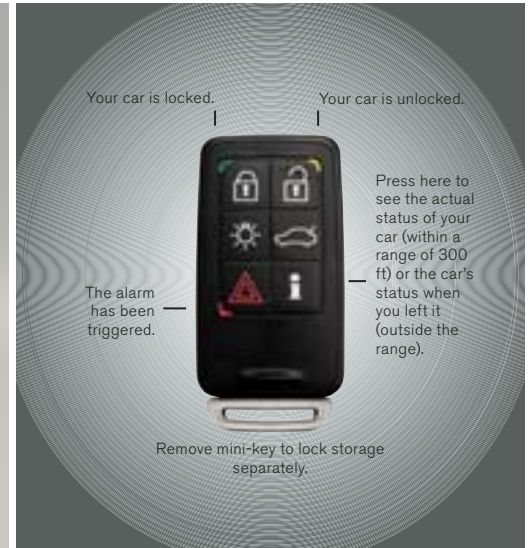 Your car is locked.
Your car is unlocked.
Press here to
see the actual
status of your
car (within a
range of 300
ft) or the car's
status when
you left it
(outside the
range).
The alarm
has been
triggered.
Remove mini-key to lock storage
separately.